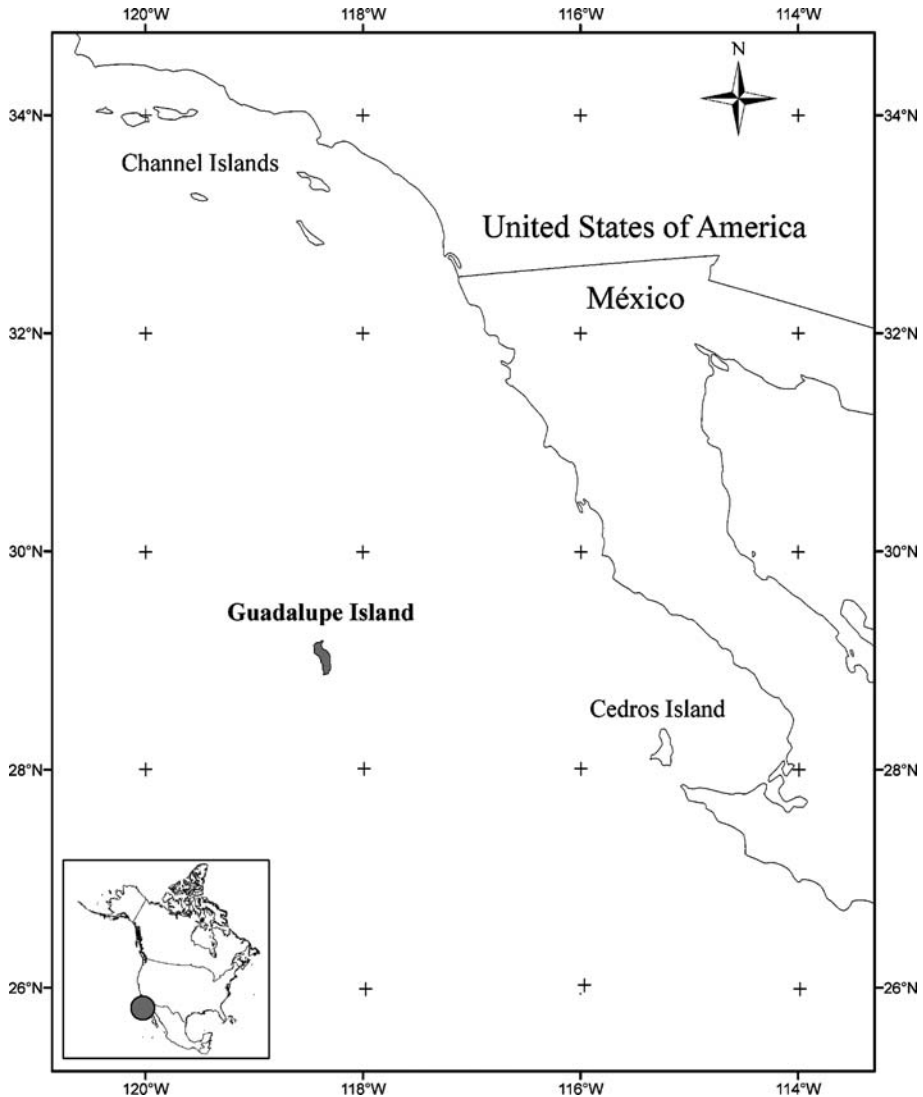 120°W 118°W 116°W 114°W
N
34°N 34°N
Channel Islands
United States of America
México
32°N 32°N
30°N 30°N
Guadalupe Island
Cedros Island
28°N 28°N
26°N 26°N
120°W 118°W 116°W 114°W